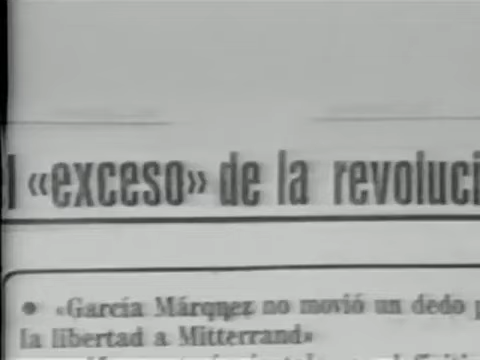 l «exceso» de la revoluci
• «García Márquez no movió un dedo p
la libertad a Mitterrand»